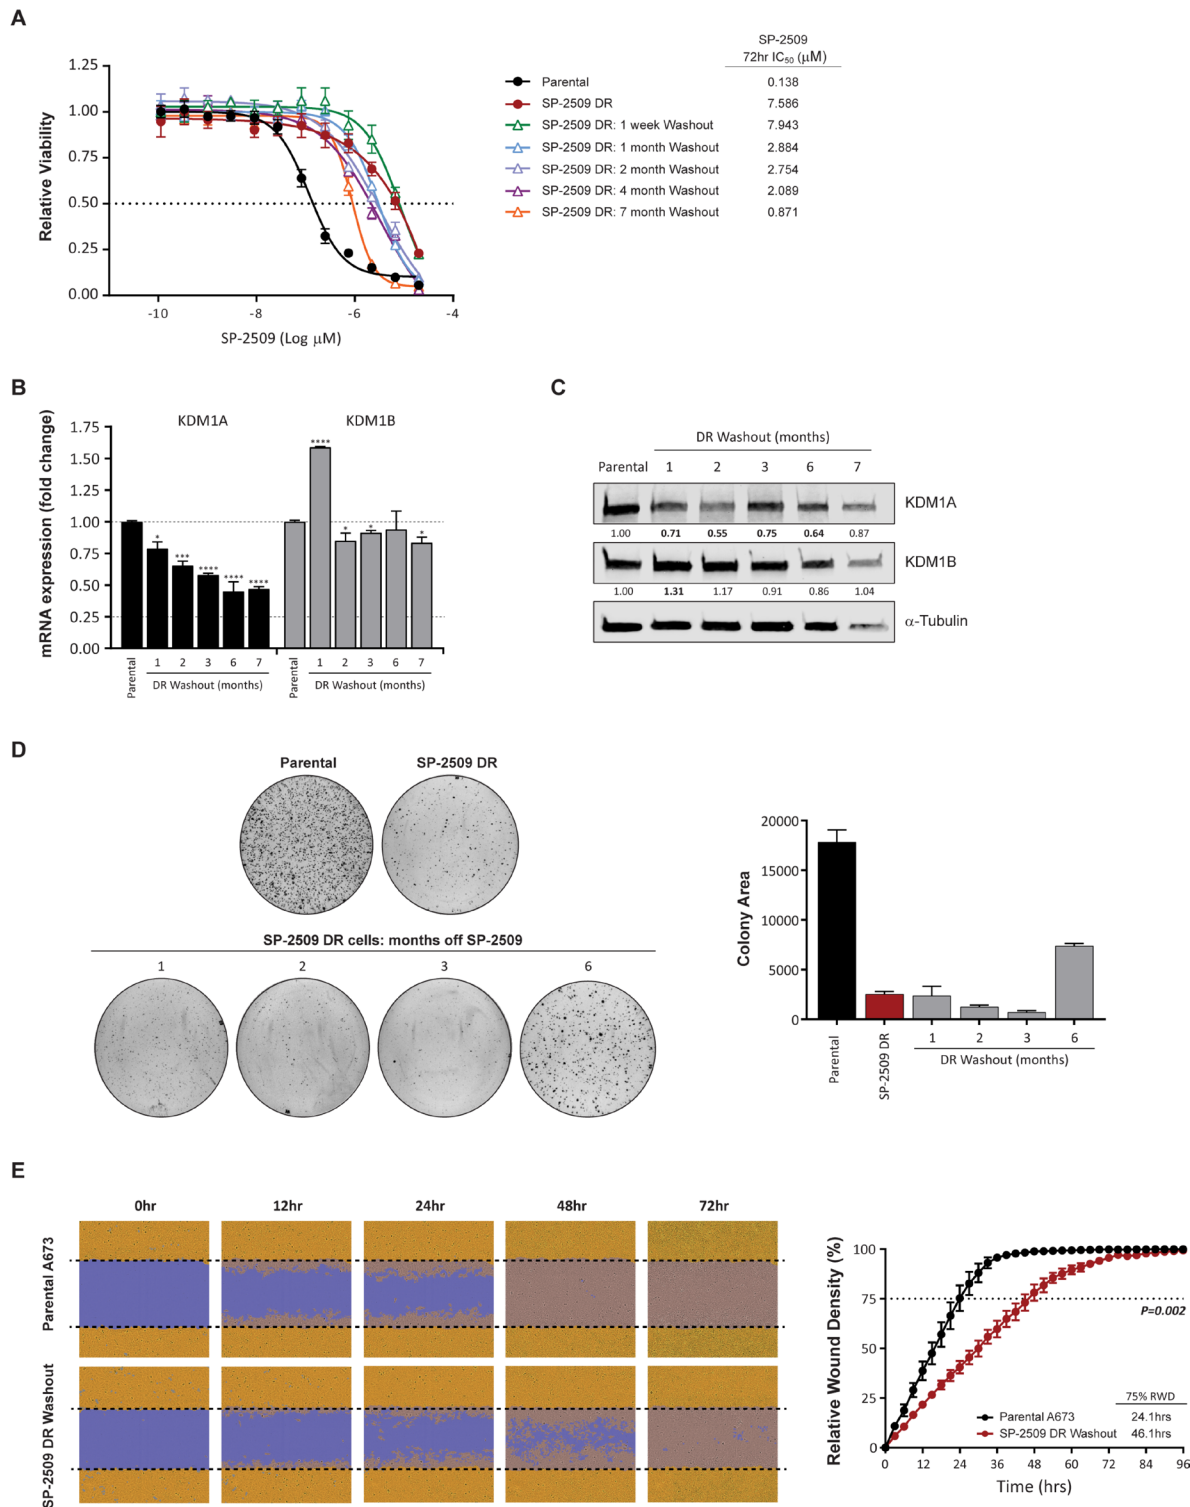 A
SP-2509
72hr IC50 (μM)
Parental 0.138
SP-2509 DR 7.586
SP-2509 DR: 1 week Washout 7.943
SP-2509 DR: 1 month Washout 2.884
SP-2509 DR: 2 month Washout 2.754
SP-2509 DR: 4 month Washout 2.089
SP-2509 DR: 7 month Washout 0.871
Relative Viability
1.25
1.00
0.75
0.50
0.25
0.00
-10 -8 -6 -4
SP-2509 (Log μM)
B
KDM1A KDM1B
mRNA expression (fold change)
1.75
1.50
1.25
1.00
0.75
0.50
0.25
0.00
* *** **** **** **** **** * * *
Parental 1 2 3 6 7 Parental 1 2 3 6 7
DR Washout (months) DR Washout (months)
C
DR Washout (months)
Parental 1 2 3 6 7
KDM1A
1.00 0.71 0.55 0.75 0.64 0.87
KDM1B
1.00 1.31 1.17 0.91 0.86 1.04
α-Tubulin
D
Parental SP-2509 DR
SP-2509 DR cells: months off SP-2509
1 2 3 6
Colony Area
20000
15000
10000
5000
0
Parental SP-2509 DR 1 2 3 6
DR Washout (months)
E
0hr 12hr 24hr 48hr 72hr
Parental A673
SP-2509 DR Washout
Relative Wound Density (%)
100
75
50
25
0
P=0.002
75% RWD
Parental A673 24.1hrs
SP-2509 DR Washout 46.1hrs
0 12 24 36 48 60 72 84 96
Time (hrs)